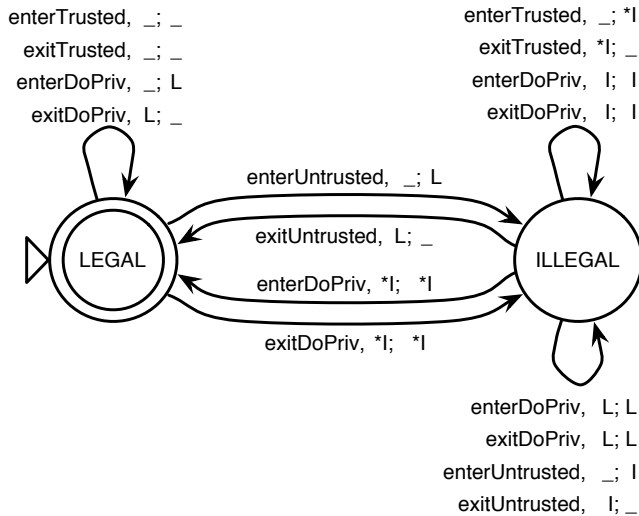 enterTrusted, _; _
exitTrusted, _; _
enterDoPriv, _; L
exitDoPriv, L; _
enterTrusted, _; *I
exitTrusted, *I; _
enterDoPriv, I; I
exitDoPriv, I; I
enterUntrusted, _; L
exitUntrusted, L; _
LEGAL
ILLEGAL
enterDoPriv, *I; *I
exitDoPriv, *I; *I
enterDoPriv, L; L
exitDoPriv, L; L
enterUntrusted, _; I
exitUntrusted, I; _